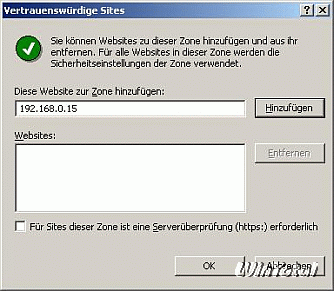 Vertrauenswürdige Sites
Sie können Websites zu dieser Zone hinzufügen und aus ihr
entfernen. Für alle Websites in dieser Zone werden die
Sicherheitseinstellungen der Zone verwendet.
Diese Website zur Zone hinzufügen:
192.168.0.15
Hinzufügen
Websites:
Entfernen
Für Sites dieser Zone ist eine Serverüberprüfung (https:) erforderlich
OK
Abbrechen
WinTotal